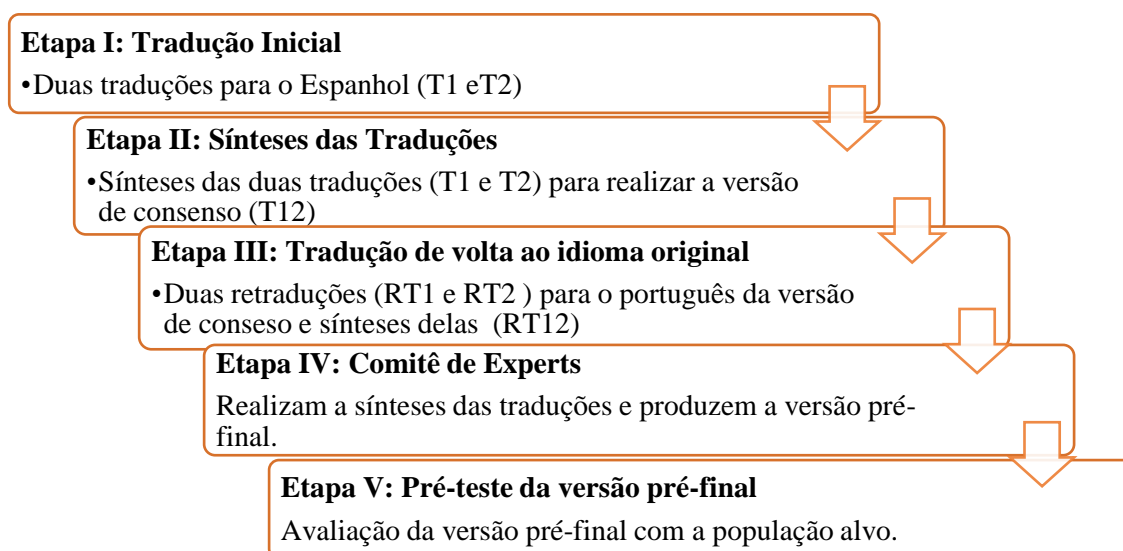 Etapa I: Tradução Inicial
•Duas traduções para o Espanhol (T1 eT2)
Etapa II: Sínteses das Traduções
•Sínteses das duas traduções (T1 e T2) para realizar a versão
de consenso (T12)
Etapa III: Tradução de volta ao idioma original
•Duas retraduções (RT1 e RT2 ) para o português da versão
de conseso e sínteses delas (RT12)
Etapa IV: Comitê de Experts
Realizam a sínteses das traduções e produzem a versão pré-
final.
Etapa V: Pré-teste da versão pré-final
Avaliação da versão pré-final com a população alvo.